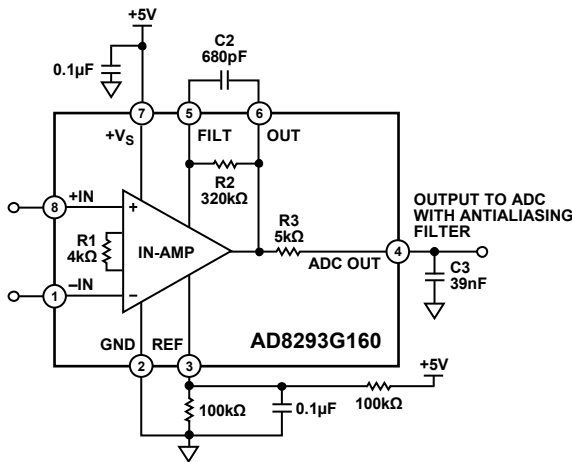 +5V
C2
680pF
0.1µF
7
5
6
+VS
FILT
OUT
R2
320kΩ
8
+IN
+
R1
4kΩ
IN-AMP
R3
5kΩ
OUTPUT TO ADC
WITH ANTIALIASING
FILTER
ADC OUT
4
C3
39nF
1
–IN
–
GND
REF
AD8293G160
2
3
+5V
100kΩ
0.1µF
100kΩ